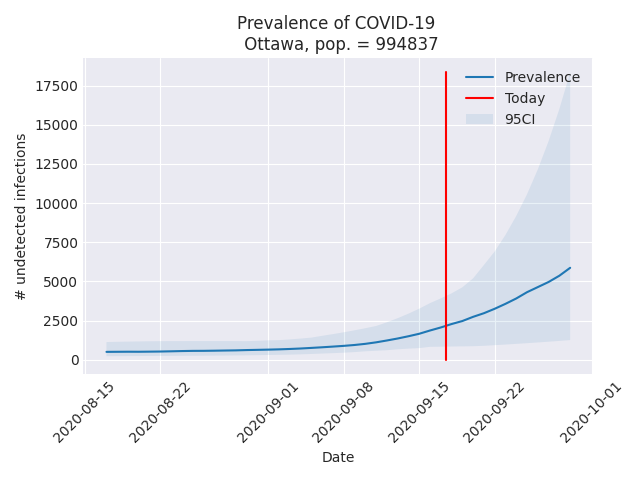 Prevalence of COVID-19
Ottawa, pop. = 994837
Prevalence
Today
95CI
# undetected infections
17500
15000
12500
10000
7500
5000
2500
0
2020-08-15
2020-08-22
2020-09-01
2020-09-08
2020-09-15
2020-09-22
2020-10-01
Date